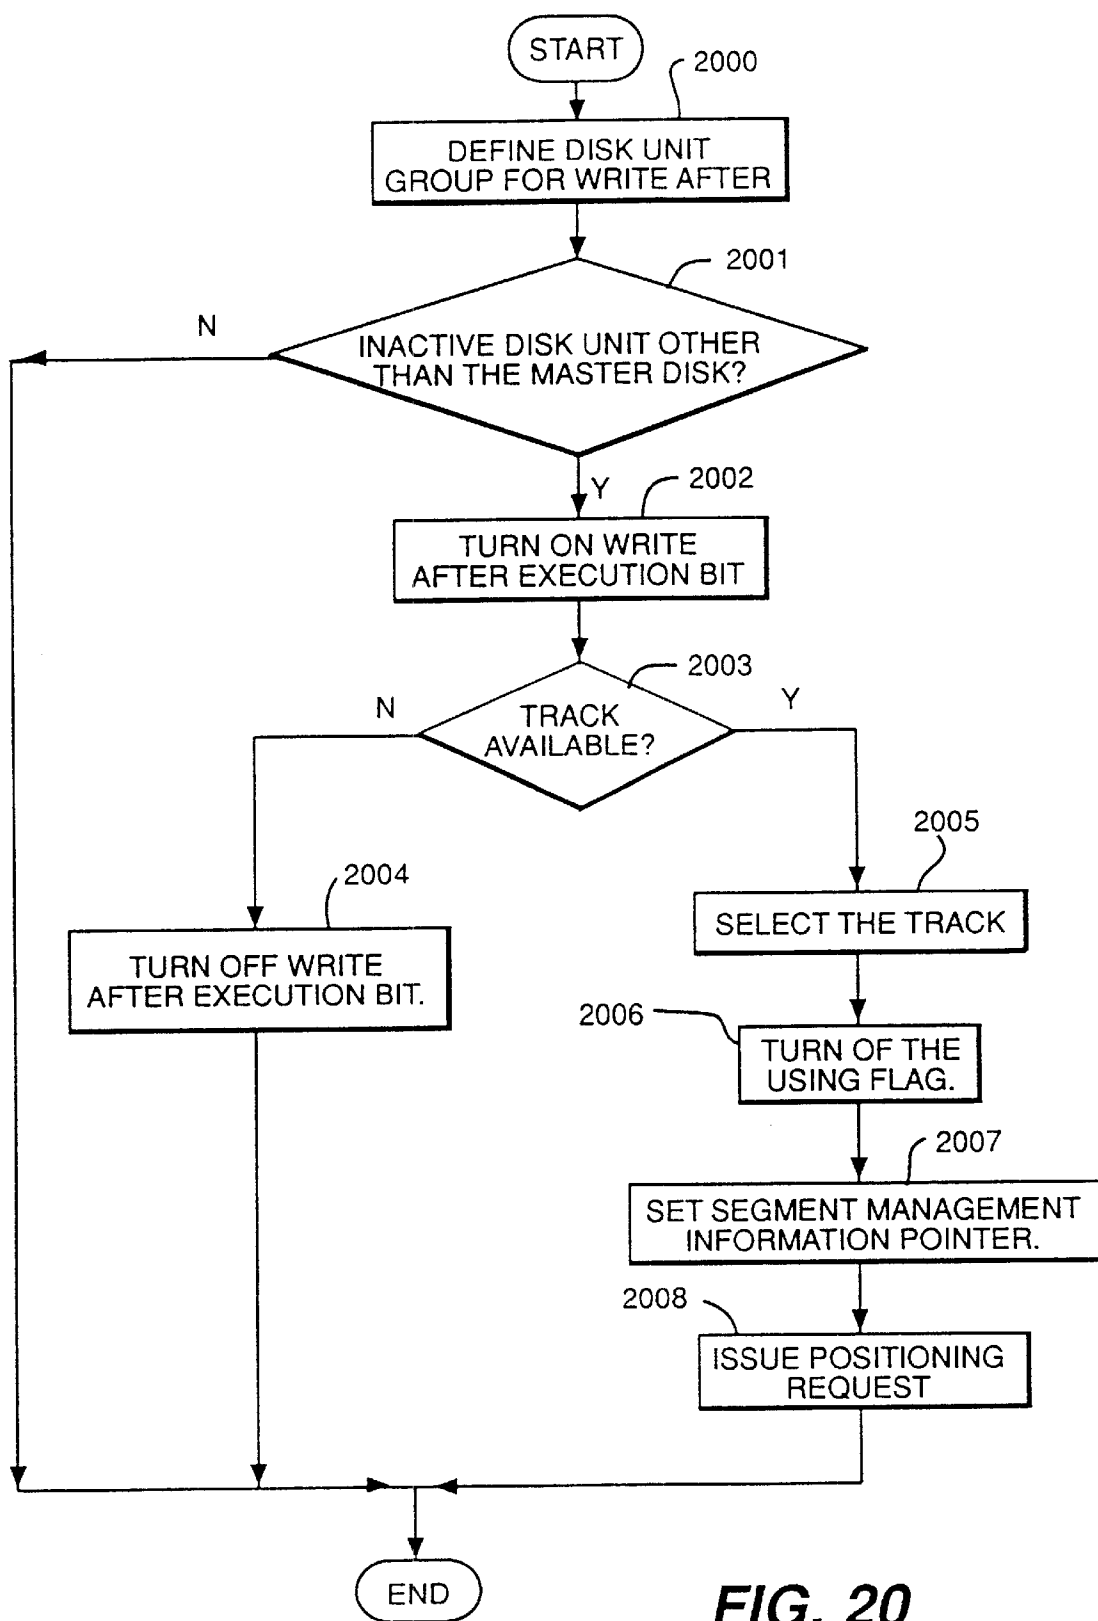 START
2000
DEFINE DISK UNIT
GROUP FOR WRITE AFTER
2001
N
INACTIVE DISK UNIT OTHER
THAN THE MASTER DISK?
Y
2002
TURN ON WRITE
AFTER EXECUTION BIT
2003
N
Y
TRACK
AVAILABLE?
2005
2004
SELECT THE TRACK
TURN OFF WRITE
AFTER EXECUTION BIT.
2006
TURN OF THE
USING FLAG.
2007
SET SEGMENT MANAGEMENT
INFORMATION POINTER.
2008
ISSUE POSITIONING
REQUEST
END
FIG. 20